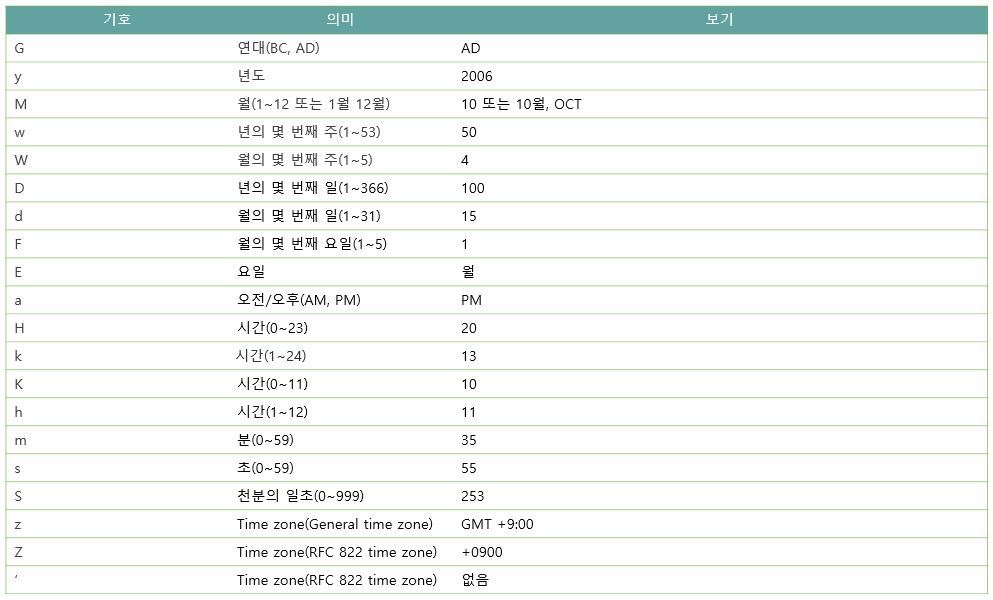 기호 의미 보기
G 연대(BC, AD) AD
y 년도 2006
M 월(1~12 또는 1월 12월) 10 또는 10월, OCT
w 년의 몇 번째 주(1~53) 50
W 월의 몇 번째 주(1~5) 4
D 년의 몇 번째 일(1~366) 100
d 월의 몇 번째 일(1~31) 15
F 월의 몇 번째 요일(1~5) 1
E 요일 월
a 오전/오후(AM, PM) PM
H 시간(0~23) 20
k 시간(1~24) 13
K 시간(0~11) 10
h 시간(1~12) 11
m 분(0~59) 35
s 초(0~59) 55
S 천분의 일초(0~999) 253
z Time zone(General time zone) GMT +9:00
Z Time zone(RFC 822 time zone) +0900
‘ Time zone(RFC 822 time zone) 없음